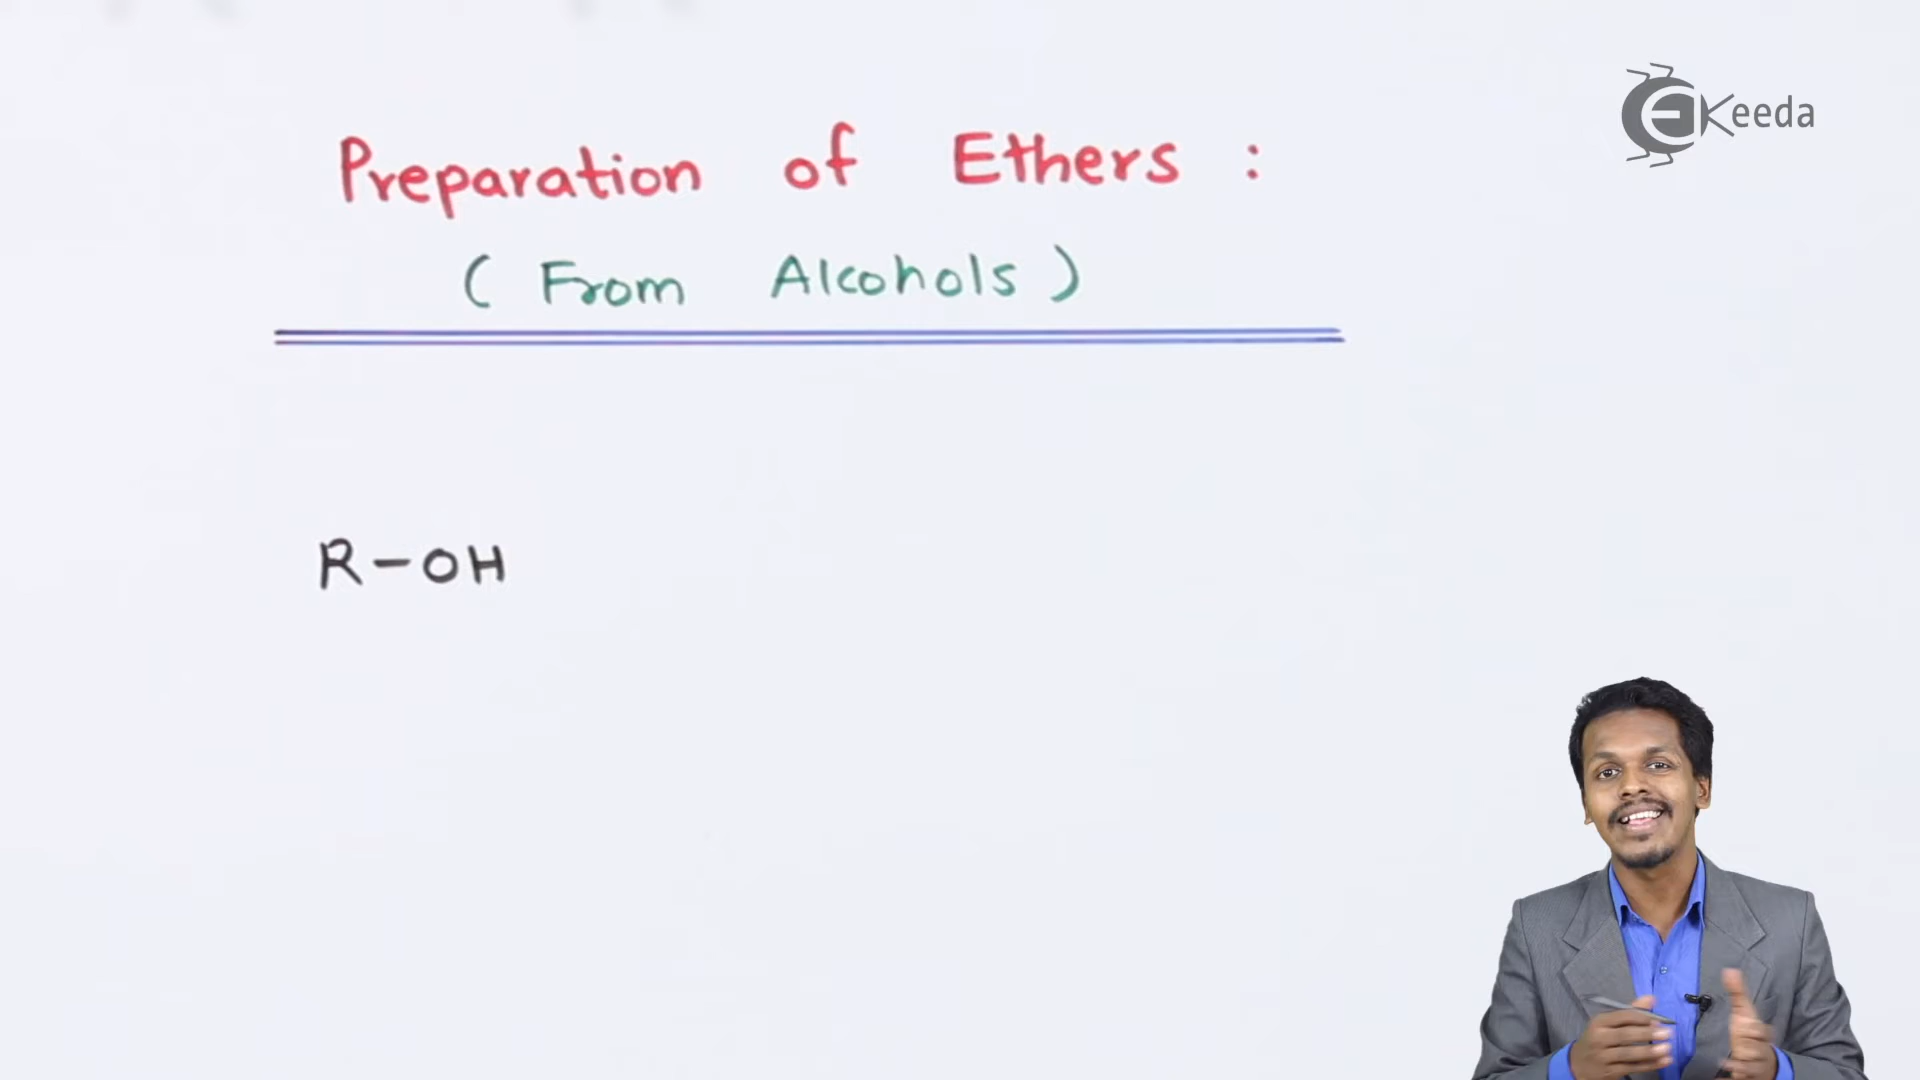 Keeda
Preparation of Ethers :
( From Alcohols )
R-OH